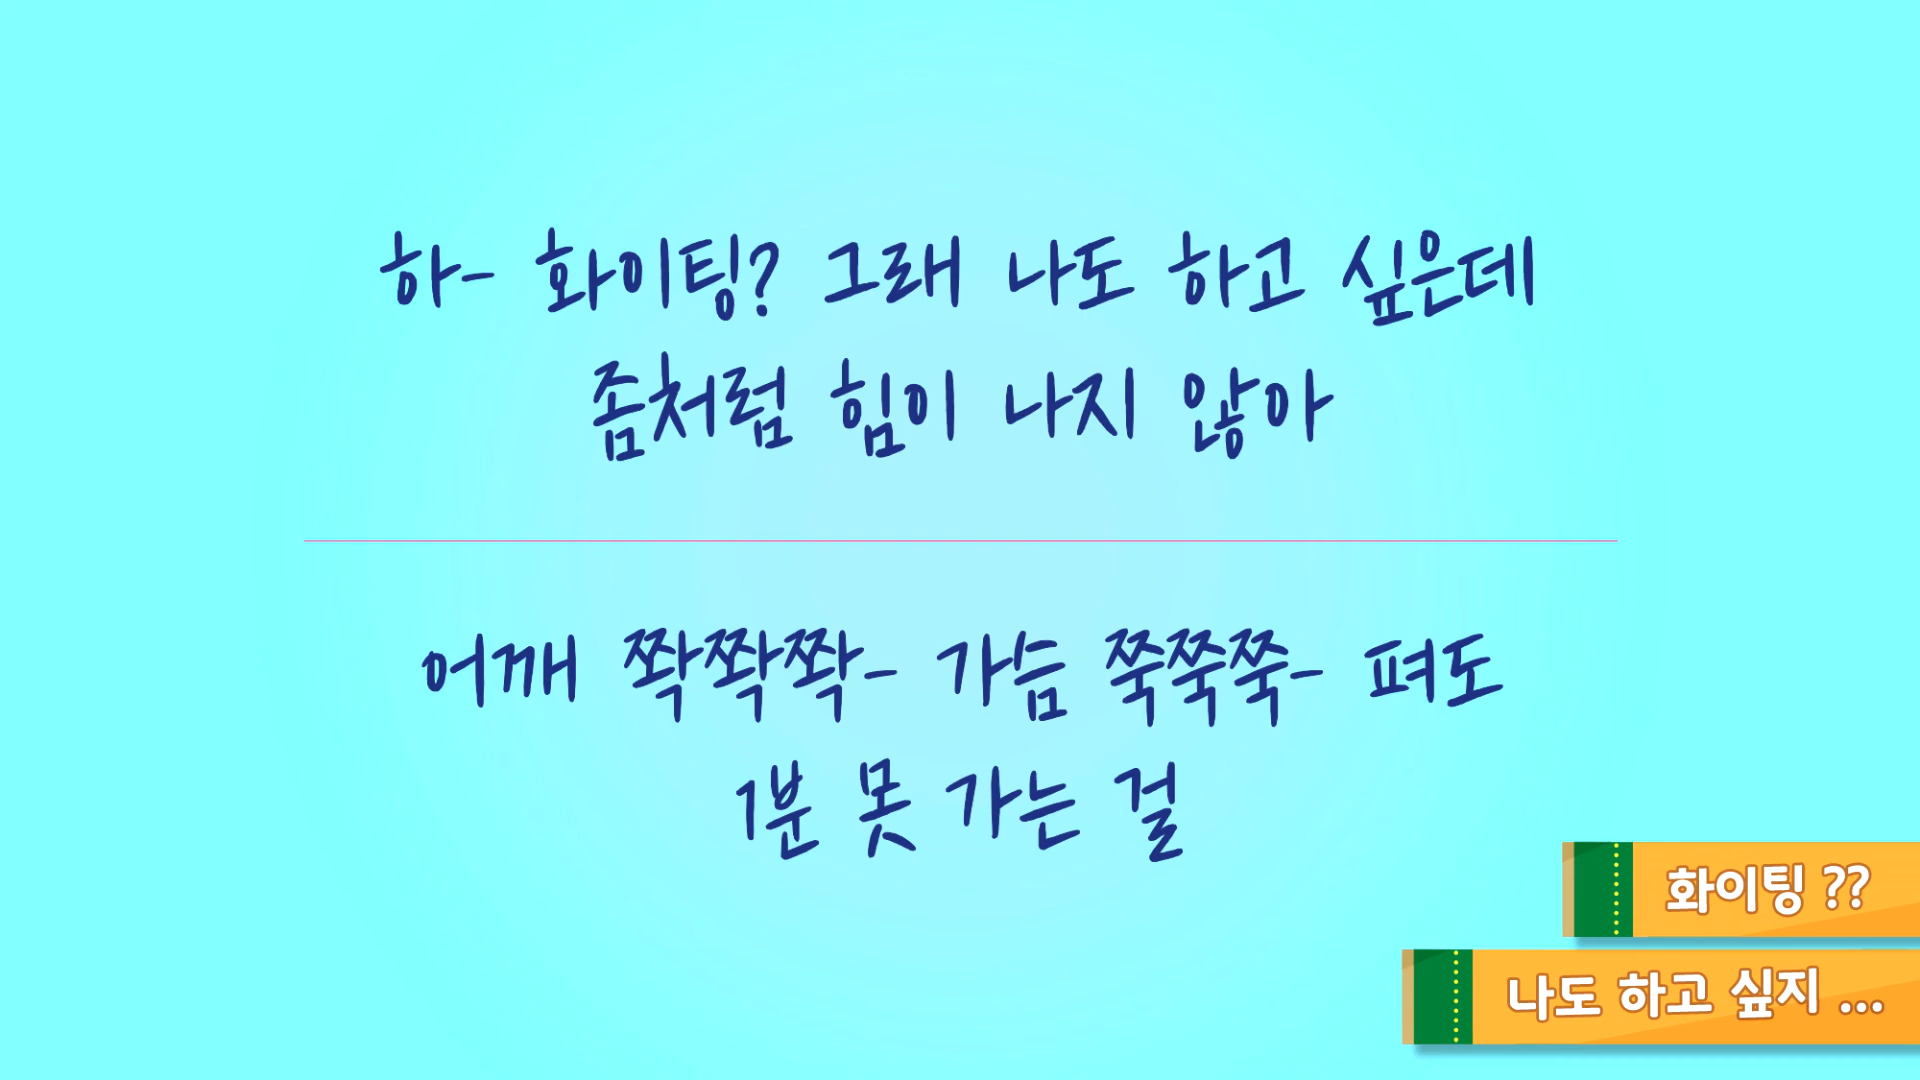 하- 화이팅? 그래 나도 하고 싶은데
좀처럼 힘이 나지 않아
어깨 쫙쫙쫙- 가슴 쭉쭉쭉- 펴도
1분 못 가는 걸
화이팅 ??
나도 하고 싶지 ...